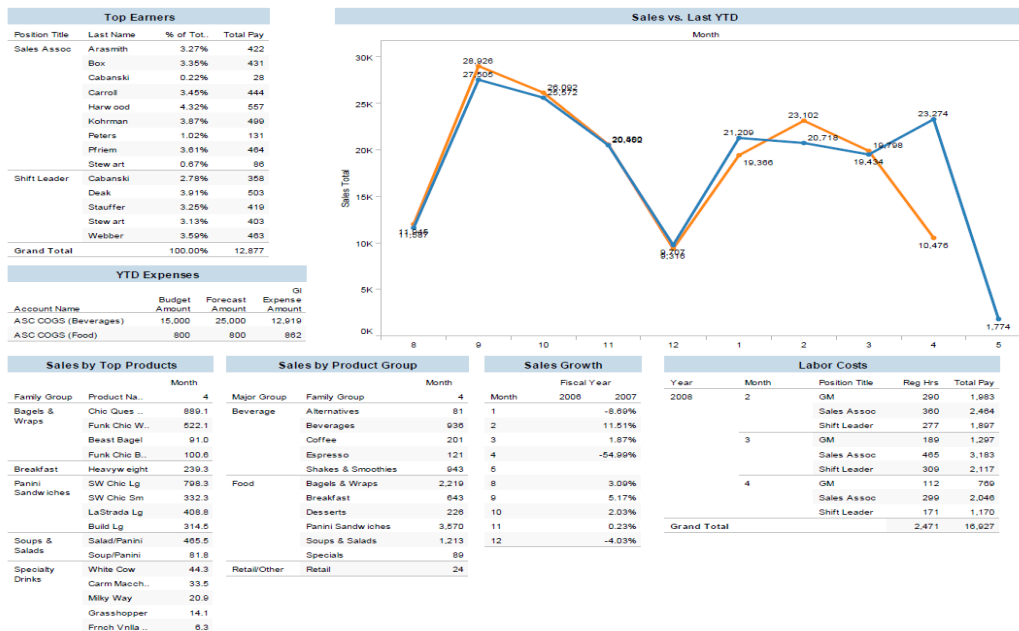 Top Earners
Position Title Last Name % of Tot.. Total Pay
Sales Assoc Arasmith 3.27% 422
Box 3.35% 431
Cabanski 0.22% 28
Carroll 3.45% 444
Harwood 4.32% 557
Kohrman 3.87% 499
Peters 1.02% 131
Pfriem 3.61% 464
Stewart 0.67% 86
Shift Leader Cabanski 2.78% 358
Deak 3.91% 503
Stauffer 3.25% 419
Stewart 3.13% 403
Webber 3.59% 463
Grand Total 100.00% 12,877
Sales vs. Last YTD
Month
Sales Total
30K
25K
20K
15K
10K
5K
0K
28,926
27,505
26,092
25,572
21,209
19,366
23,102
20,718
19,798
19,434
23,274
10,476
1,774
8 9 10 11 12 1 2 3 4 5
YTD Expenses
Account Name Budget Amount Forecast Amount Gl Expense Amount
ASC COGS (Beverages) 15,000 25,000 12,919
ASC COGS (Food) 800 800 862
Sales by Top Products
Month
Family Group Product Na.. 4
Bagels & Wraps Chic Ques .. 889.1
Funk Chic W.. 522.1
Beast Bagel 91.0
Funk Chic B.. 100.6
Breakfast Heavyweight 239.3
Panini Sandwiches SW Chic Lg 798.3
SW Chic Sm 332.3
LaStrada Lg 408.8
Build Lg 314.5
Soups & Salads Salad/Panini 465.5
Soup/Panini 81.8
Specialty Drinks White Cow 44.3
Carm Macch.. 33.5
Milky Way 20.9
Grasshopper 14.1
Frnch Vnlla .. 6.3
Sales by Product Group
Month
Major Group Family Group 4
Beverage Alternatives 81
Beverages 936
Coffee 201
Espresso 121
Shakes & Smoothies 943
Food Bagels & Wraps 2,219
Breakfast 643
Desserts 226
Panini Sandwiches 3,570
Soups & Salads 1,213
Specials 89
Retail/Other Retail 24
Sales Growth
Fiscal Year
Month 2006 2007
1 -8.69%
2 11.51%
3 1.87%
4 -54.99%
5
8 3.09%
9 5.17%
10 2.03%
11 0.23%
12 -4.03%
Labor Costs
Year Month Position Title Reg Hrs Total Pay
2008 2 GM 290 1,983
Sales Assoc 360 2,464
Shift Leader 277 1,897
3 GM 189 1,297
Sales Assoc 465 3,183
Shift Leader 309 2,117
4 GM 112 769
Sales Assoc 299 2,046
Shift Leader 171 1,170
Grand Total 2,471 16,927